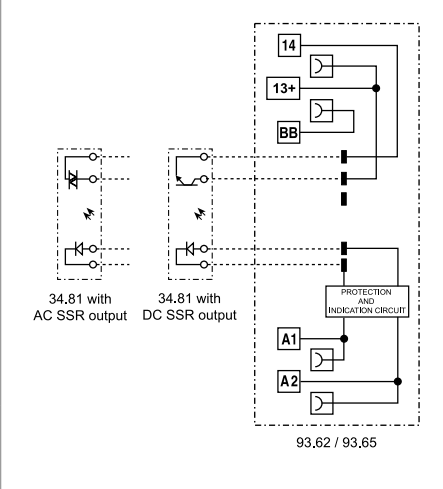 14
13+
BB
34.81 with
AC SSR output
34.81 with
DC SSR output
PROTECTION
AND
INDICATION CIRCUIT
A1
A2
93.62 / 93.65